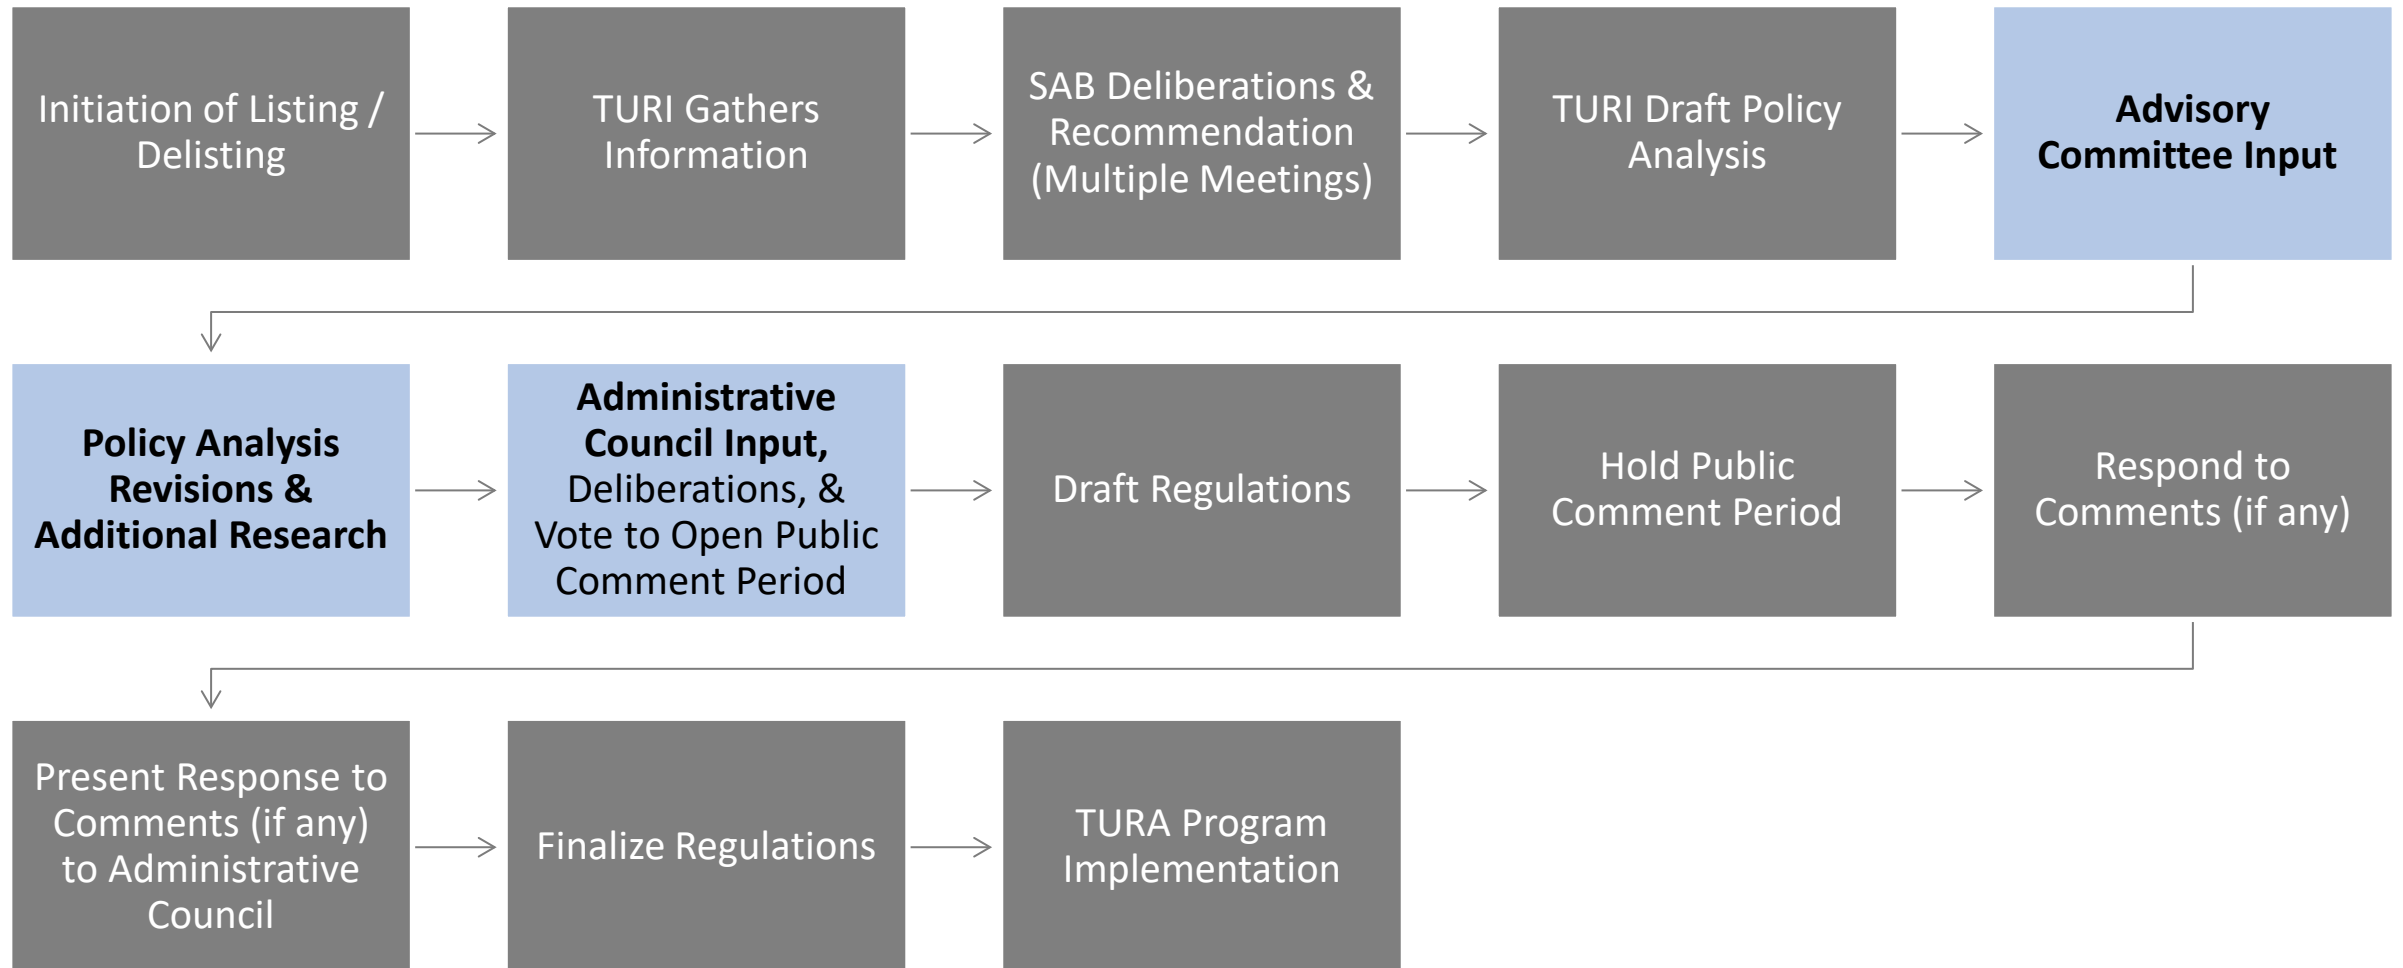 Initiation of Listing /
Delisting
TURI Gathers
Information
SAB Deliberations &
Recommendation
(Multiple Meetings)
TURI Draft Policy
Analysis
Advisory
Committee Input
Policy Analysis
Revisions &
Additional Research
Administrative
Council Input,
Deliberations, &
Vote to Open Public
Comment Period
Draft Regulations
Hold Public
Comment Period
Respond to
Comments (if any)
Present Response to
Comments (if any)
to Administrative
Council
Finalize Regulations
TURA Program
Implementation